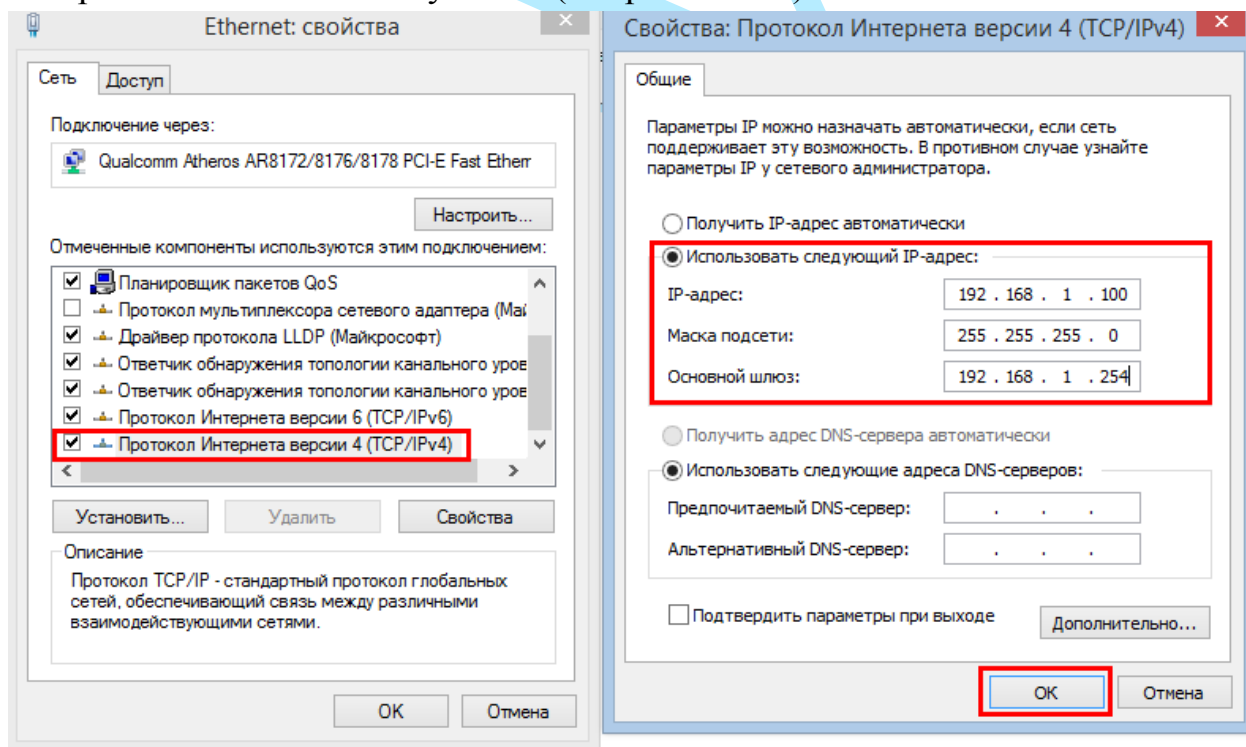 Ethernet: свойства
Сеть
Доступ
Подключение через:
Qualcomm Atheros AR8172/8176/8178 PCI-E Fast Etherr
Настроить...
Отмеченные компоненты используются этим подключением:
Планировщик пакетов QoS
Протокол мультиплексора сетевого адаптера (Май
Драйвер протокола LLDP (Майкрософт)
Ответчик обнаружения топологии канального уров
Ответчик обнаружения топологии канального уров
Протокол Интернета версии 6 (TCP/IPv6)
Протокол Интернета версии 4 (TCP/IPv4)
Установить...
Удалить
Свойства
Описание
Протокол TCP/IP - стандартный протокол глобальных
сетей, обеспечивающий связь между различными
взаимодействующими сетями.
OK
Отмена
Свойства: Протокол Интернета версии 4 (TCP/IPv4)
Общие
Параметры IP можно назначать автоматически, если сеть
поддерживает эту возможность. В противном случае узнайте
параметры IP у сетевого администратора.
Получить IP-адрес автоматически
Использовать следующий IP-адрес:
IP-адрес: 192 . 168 . 1 . 100
Маска подсети: 255 . 255 . 255 . 0
Основной шлюз: 192 . 168 . 1 . 254
Получить адрес DNS-сервера автоматически
Использовать следующие адреса DNS-серверов:
Предпочитаемый DNS-сервер: . . .
Альтернативный DNS-сервер: . . .
Подтвердить параметры при выходе
Дополнительно...
OK
Отмена